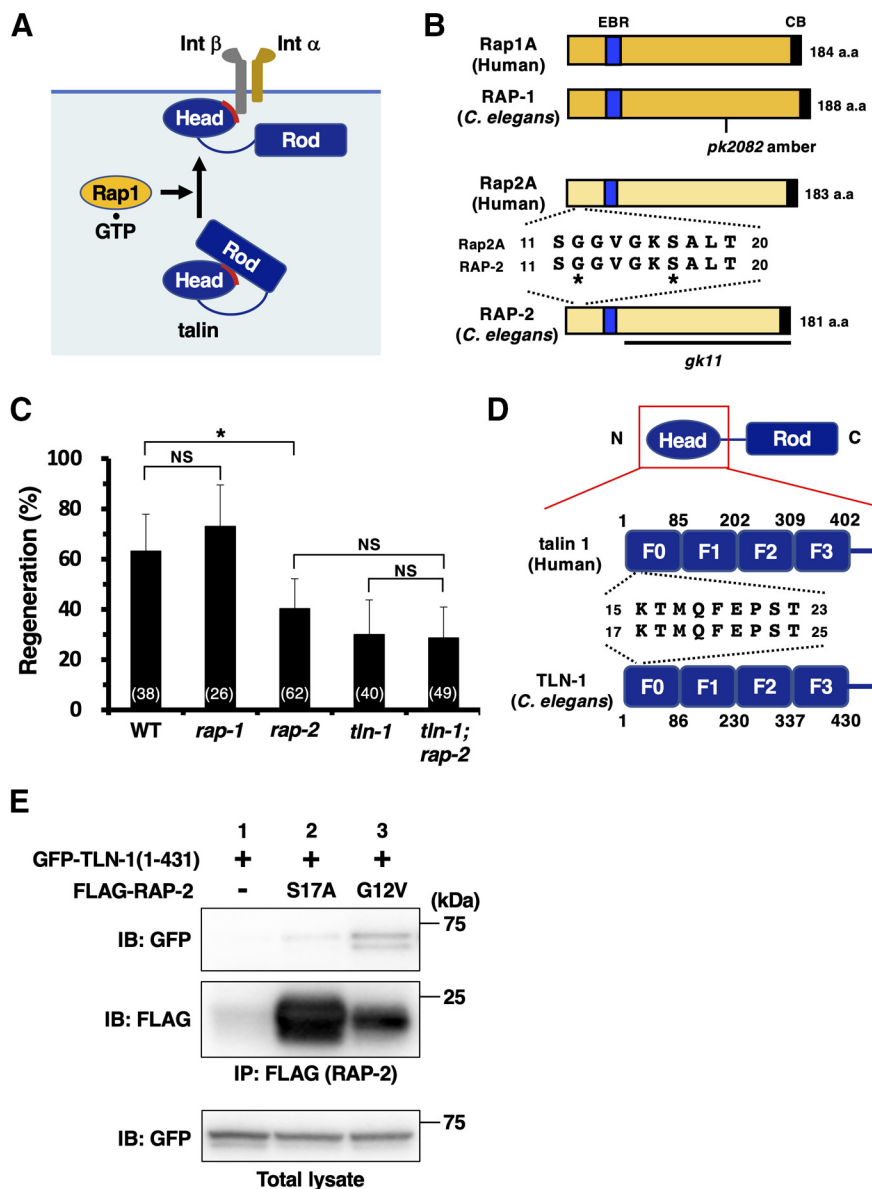 A
Int β
Int α
Head
Rod
Rap1
GTP
Rod
Head
talin
B
EBR
CB
Rap1A
(Human)
184 a.a
RAP-1
(C. elegans)
188 a.a
pk2082 amber
Rap2A
(Human)
183 a.a
Rap2A 11 S G G V G K S A L T 20
RAP-2 11 S G G V G K S A L T 20
* *
RAP-2
(C. elegans)
181 a.a
gk11
C
Regeneration (%)
100
80
60
40
20
0
*
NS
NS
NS
(38)
(26)
(62)
(40)
(49)
WT
rap-1
rap-2
tln-1
tln-1;
rap-2
D
N
Head
Rod
C
1 85 202 309 402
talin 1
(Human)
F0 F1 F2 F3
15 K T M Q F E P S T 23
17 K T M Q F E P S T 25
TLN-1
(C. elegans)
F0 F1 F2 F3
1 86 230 337 430
E
1 2 3
GFP-TLN-1(1-431) + + +
FLAG-RAP-2 - S17A G12V
(kDa)
IB: GFP
75
IB: FLAG
25
IP: FLAG (RAP-2)
IB: GFP
75
Total lysate